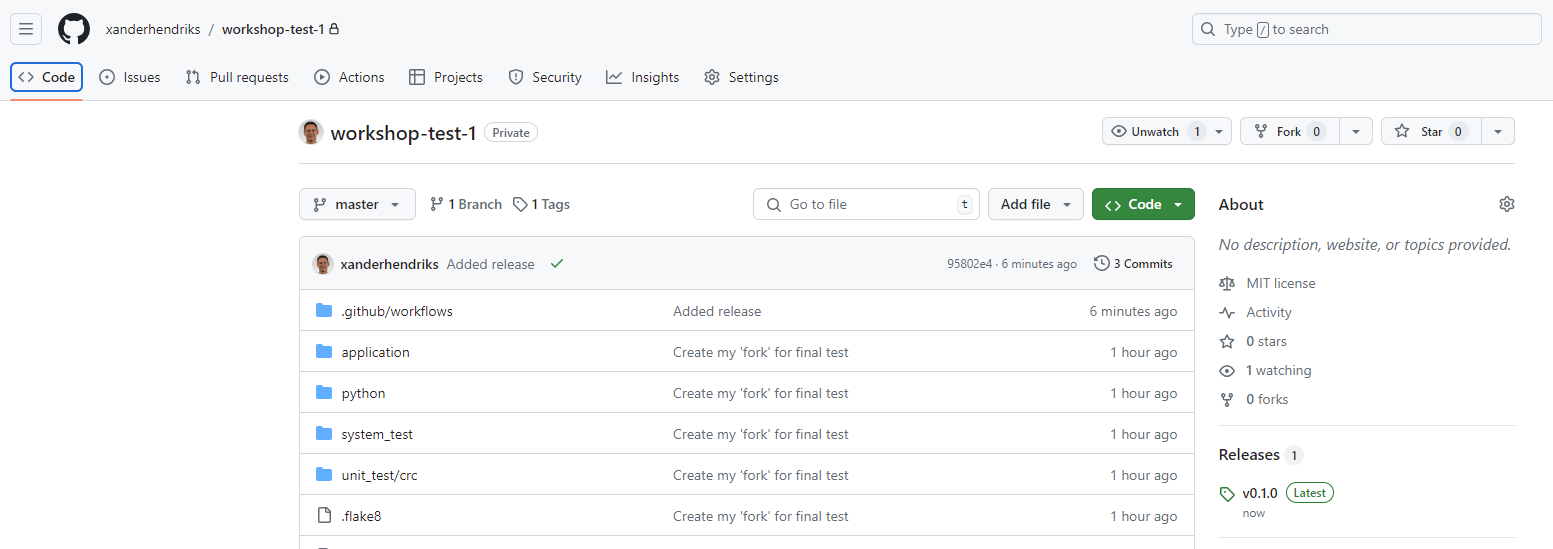 xanderhendriks / workshop-test-1
Type / to search
Code Issues Pull requests Actions Projects Security Insights Settings
workshop-test-1 Private
Unwatch 1 Fork 0 Star 0
master 1 Branch 1 Tags Go to file t Add file Code
xanderhendriks Added release 95802e4 · 6 minutes ago 3 Commits
.github/workflows Added release 6 minutes ago
application Create my 'fork' for final test 1 hour ago
python Create my 'fork' for final test 1 hour ago
system_test Create my 'fork' for final test 1 hour ago
unit_test/crc Create my 'fork' for final test 1 hour ago
.flake8 Create my 'fork' for final test 1 hour ago
About
No description, website, or topics provided.
MIT license
Activity
0 stars
1 watching
0 forks
Releases 1
v0.1.0 Latest
now